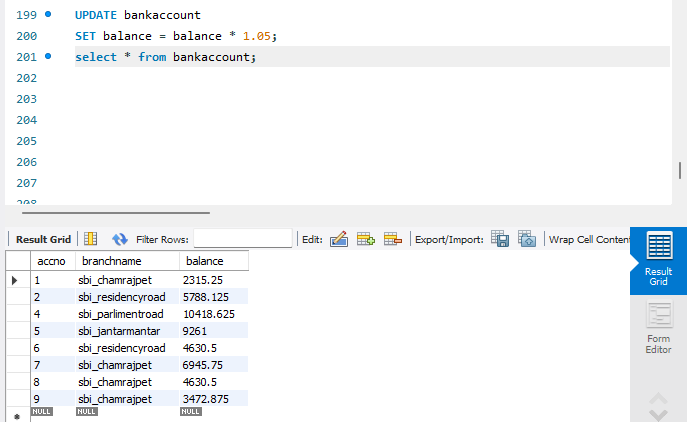 199 UPDATE bankaccount
200 SET balance = balance * 1.05;
201 select * from bankaccount;
202
203
204
205
206
207
208
Result Grid Filter Rows: Edit: Export/Import: Wrap Cell Conten
Result
Grid
Form
Editor
accno branchname balance
1 sbi_chamrajpet 2315.25
2 sbi_residencyroad 5788.125
4 sbi_parlimentroad 10418.625
5 sbi_jantarmantar 9261
6 sbi_residencyroad 4630.5
7 sbi_chamrajpet 6945.75
8 sbi_chamrajpet 4630.5
9 sbi_chamrajpet 3472.875
NULL NULL NULL